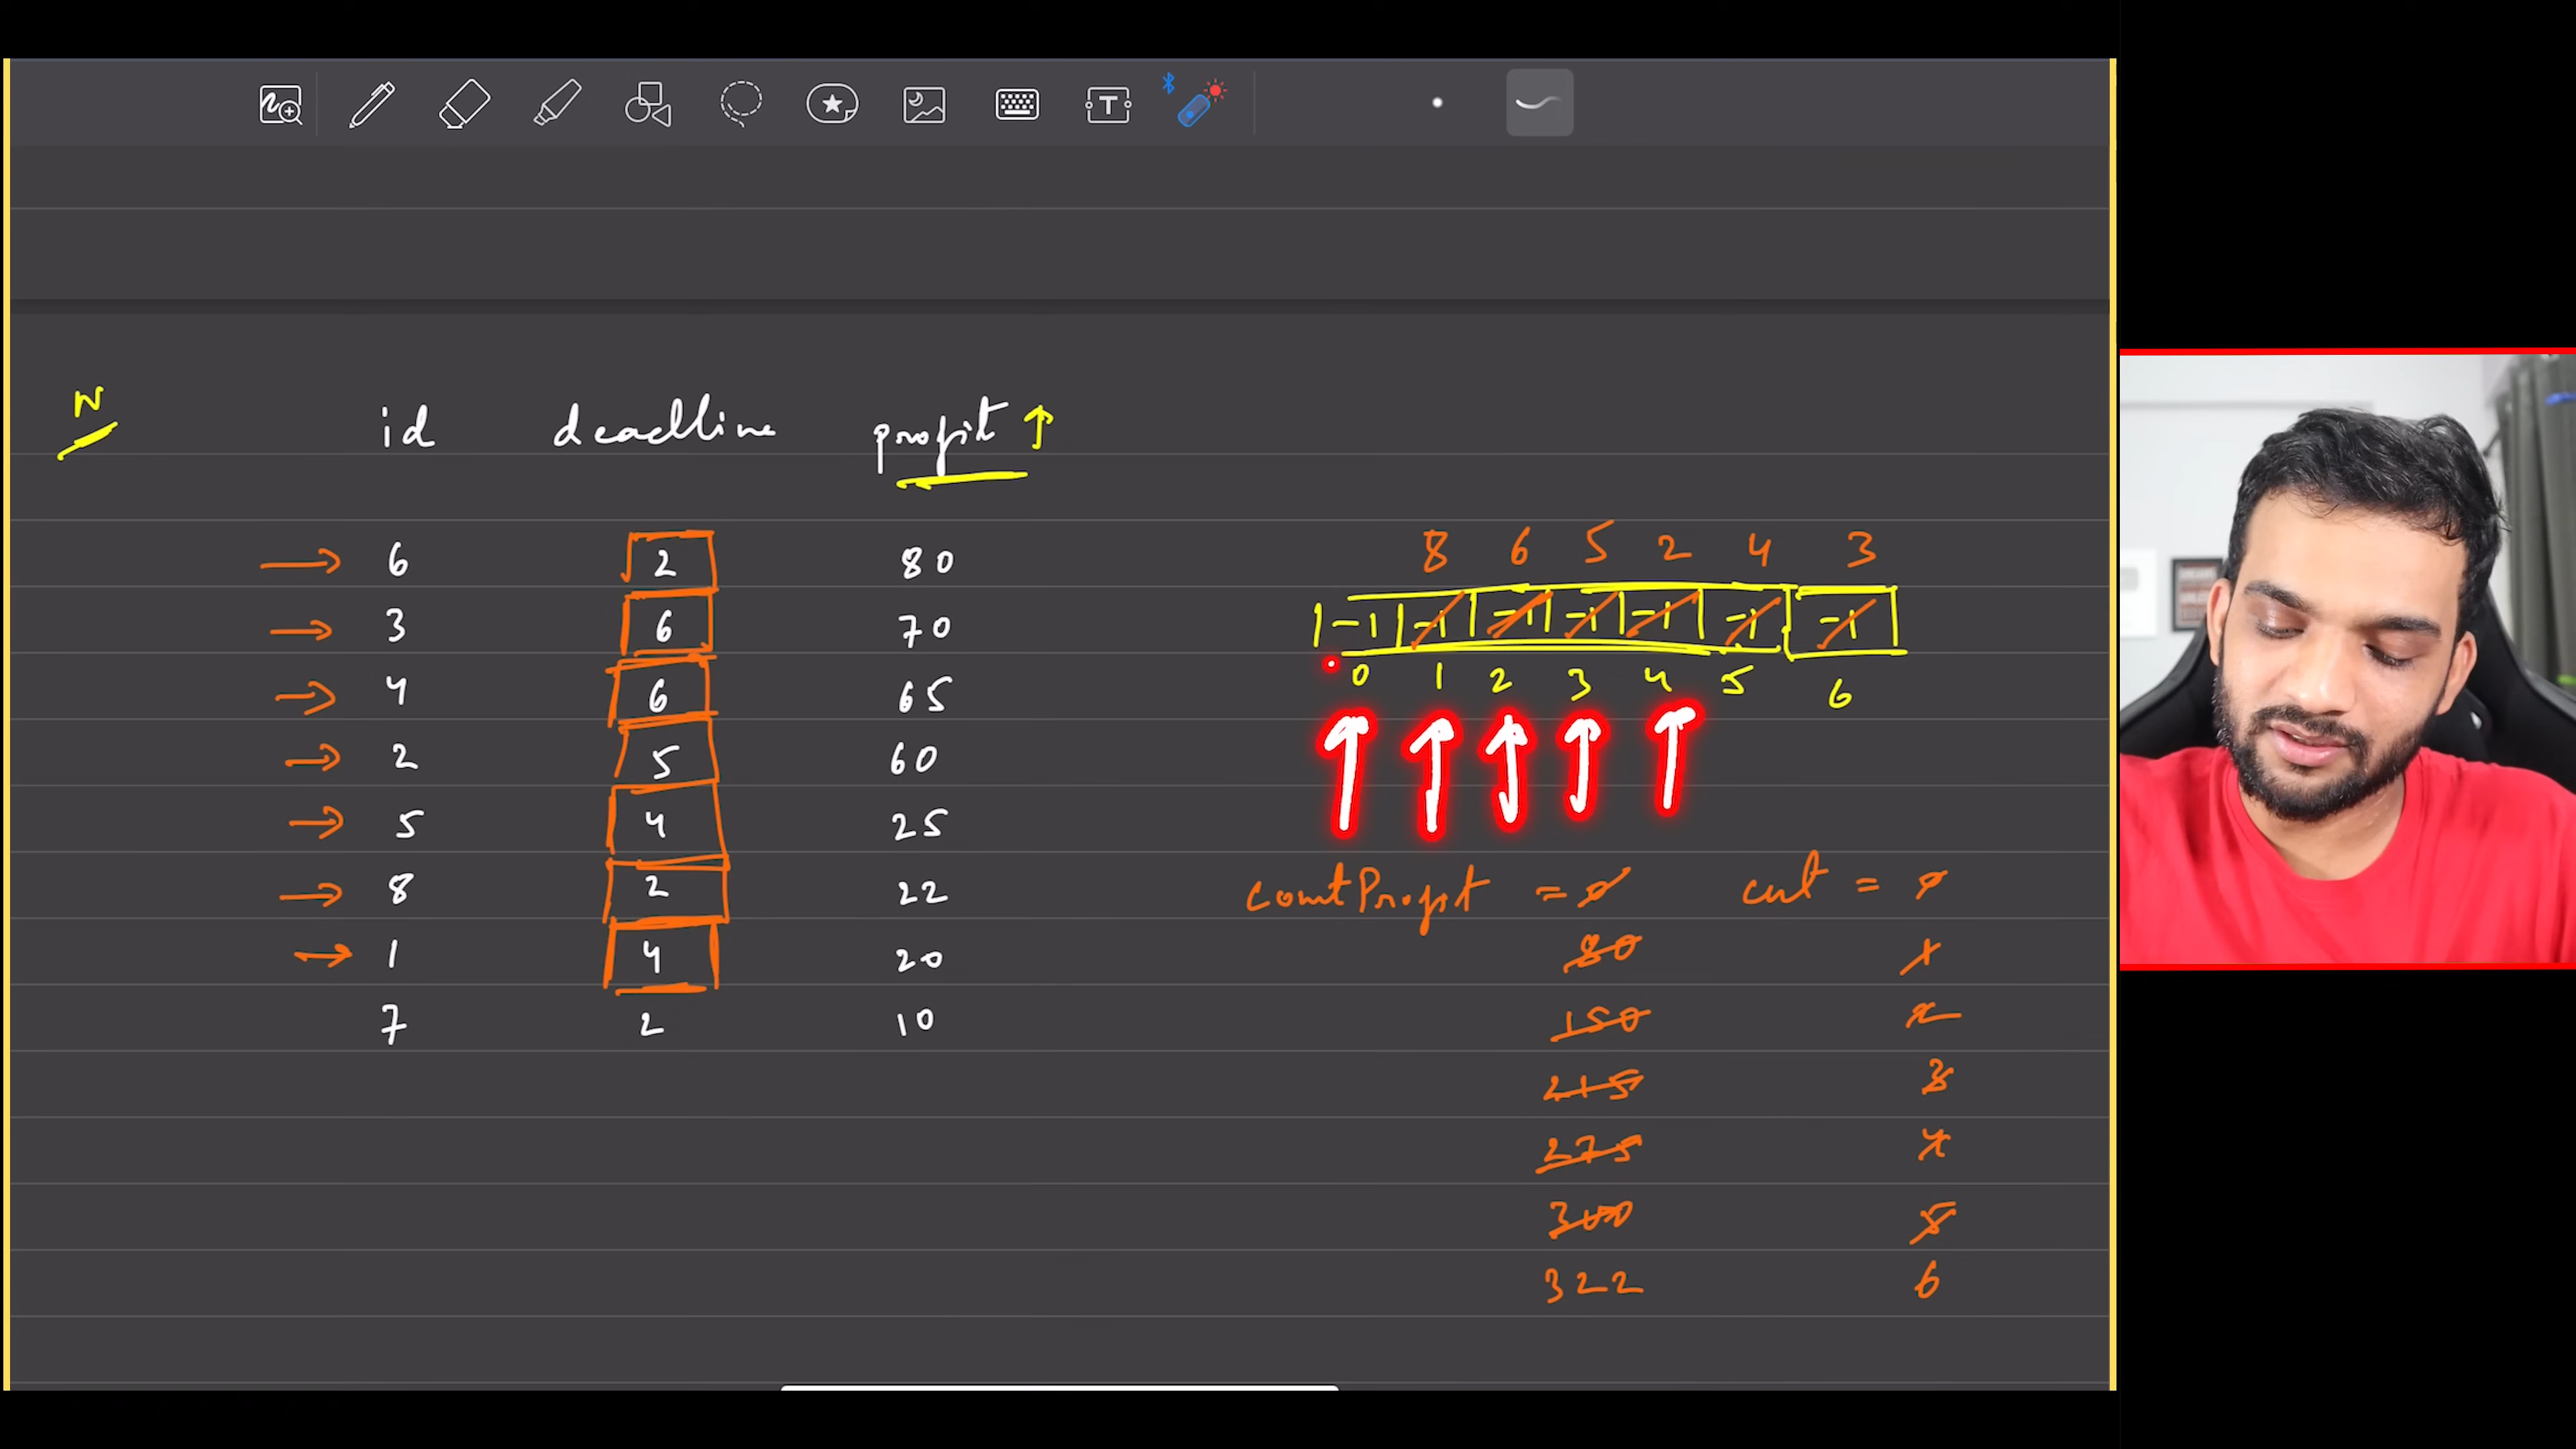 N
id deadline profit ↑
→ 6 2 80
→ 3 6 70
→ 4 6 65
→ 2 5 60
→ 5 4 25
→ 8 2 22
→ 1 4 20
7 2 10
8 6 5 2 4 3
-1 -1 -1 -1 -1 -1 -1
0 1 2 3 4 5 6
countProfit = 0 cnt = 0
80 1
150 2
215 3
275 4
300 5
322 6